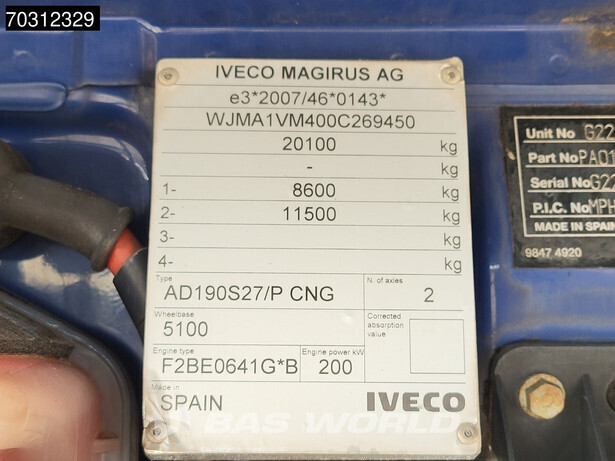 70312329
IVECO MAGIRUS AG
e3*2007/46*0143*
WJMA1VM400C269450
20100 kg
- kg
1- 8600 kg
2- 11500 kg
3- kg
4- kg
Type N. of axles
AD190S27/P CNG 2
Wheelbase Corrected absorption value
5100
Engine type Engine power kW
F2BE0641G*B 200
Made in
SPAIN IVECO
BAS WORLD
Unit No G22
Part No PA01
Serial No G22
P.I.C. No MPH
MADE IN SPAIN
9847 4920